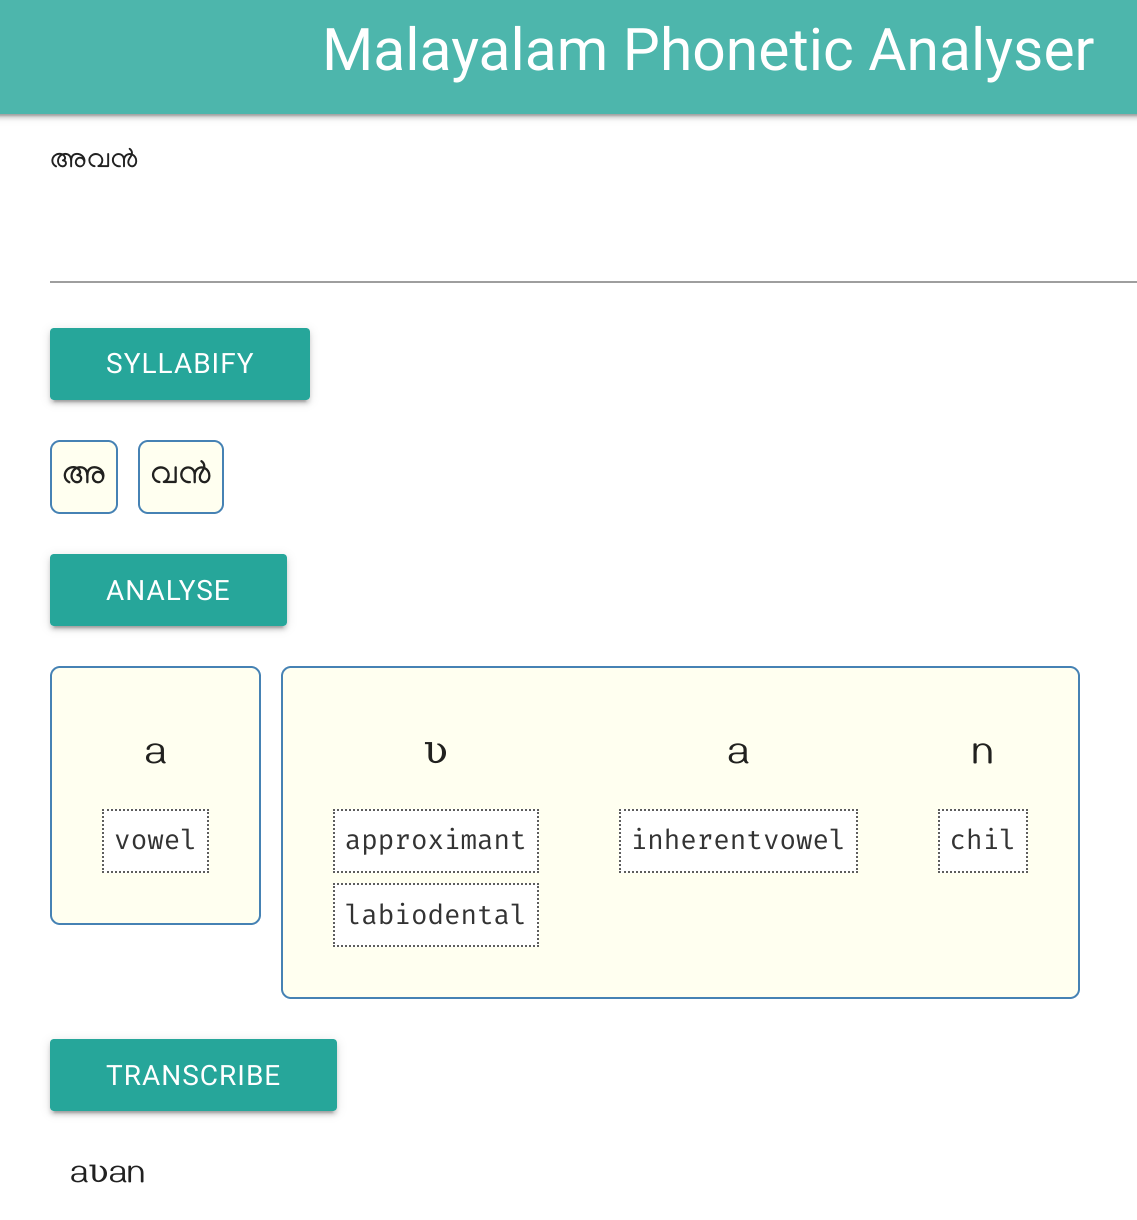 Malayalam Phonetic Analyser
അവൻ
SYLLABIFY
അ വൻ
ANALYSE
a ʋ a n
vowel approximant inherentvowel chil
labiodental
TRANSCRIBE
aʋan